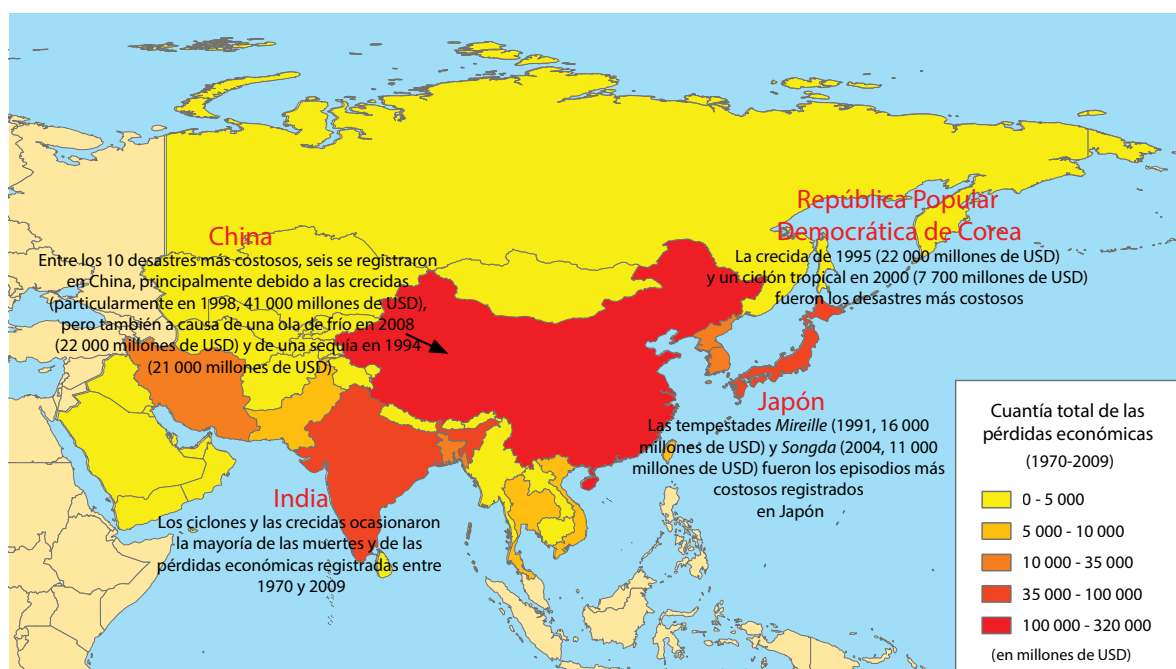 República Popular
Democrática de Corea
La crecida de 1995 (22 000 millones de USD)
y un ciclón tropical en 2000 (7 700 millones de USD)
fueron los desastres más costosos
China
Entre los 10 desastres más costosos, seis se registraron
en China, principalmente debido a las crecidas
(particularmente en 1998, 41 000 millones de USD),
pero también a causa de una ola de frío en 2008
(22 000 millones de USD) y de una sequía en 1994
(21 000 millones de USD)
Japón
Las tempestades Mireille (1991, 16 000
millones de USD) y Songda (2004, 11 000
millones de USD) fueron los episodios más
costosos registrados
en Japón
India
Los ciclones y las crecidas ocasionaron
la mayoría de las muertes y de las
pérdidas económicas registradas entre
1970 y 2009
Cuantía total de las
pérdidas económicas
(1970-2009)
0 - 5 000
5 000 - 10 000
10 000 - 35 000
35 000 - 100 000
100 000 - 320 000
(en millones de USD)